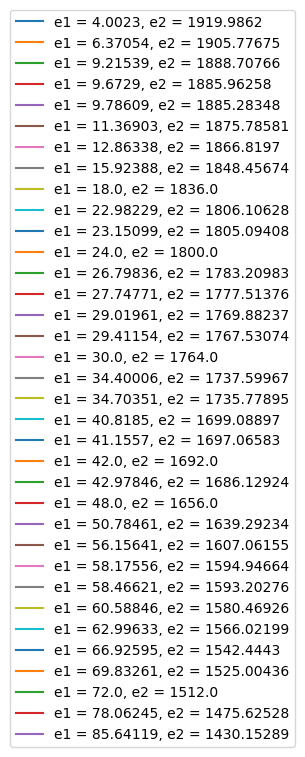 e1 = 4.0023, e2 = 1919.9862
e1 = 6.37054, e2 = 1905.77675
e1 = 9.21539, e2 = 1888.70766
e1 = 9.6729, e2 = 1885.96258
e1 = 9.78609, e2 = 1885.28348
e1 = 11.36903, e2 = 1875.78581
e1 = 12.86338, e2 = 1866.8197
e1 = 15.92388, e2 = 1848.45674
e1 = 18.0, e2 = 1836.0
e1 = 22.98229, e2 = 1806.10628
e1 = 23.15099, e2 = 1805.09408
e1 = 24.0, e2 = 1800.0
e1 = 26.79836, e2 = 1783.20983
e1 = 27.74771, e2 = 1777.51376
e1 = 29.01961, e2 = 1769.88237
e1 = 29.41154, e2 = 1767.53074
e1 = 30.0, e2 = 1764.0
e1 = 34.40006, e2 = 1737.59967
e1 = 34.70351, e2 = 1735.77895
e1 = 40.8185, e2 = 1699.08897
e1 = 41.1557, e2 = 1697.06583
e1 = 42.0, e2 = 1692.0
e1 = 42.97846, e2 = 1686.12924
e1 = 48.0, e2 = 1656.0
e1 = 50.78461, e2 = 1639.29234
e1 = 56.15641, e2 = 1607.06155
e1 = 58.17556, e2 = 1594.94664
e1 = 58.46621, e2 = 1593.20276
e1 = 60.58846, e2 = 1580.46926
e1 = 62.99633, e2 = 1566.02199
e1 = 66.92595, e2 = 1542.4443
e1 = 69.83261, e2 = 1525.00436
e1 = 72.0, e2 = 1512.0
e1 = 78.06245, e2 = 1475.62528
e1 = 85.64119, e2 = 1430.15289